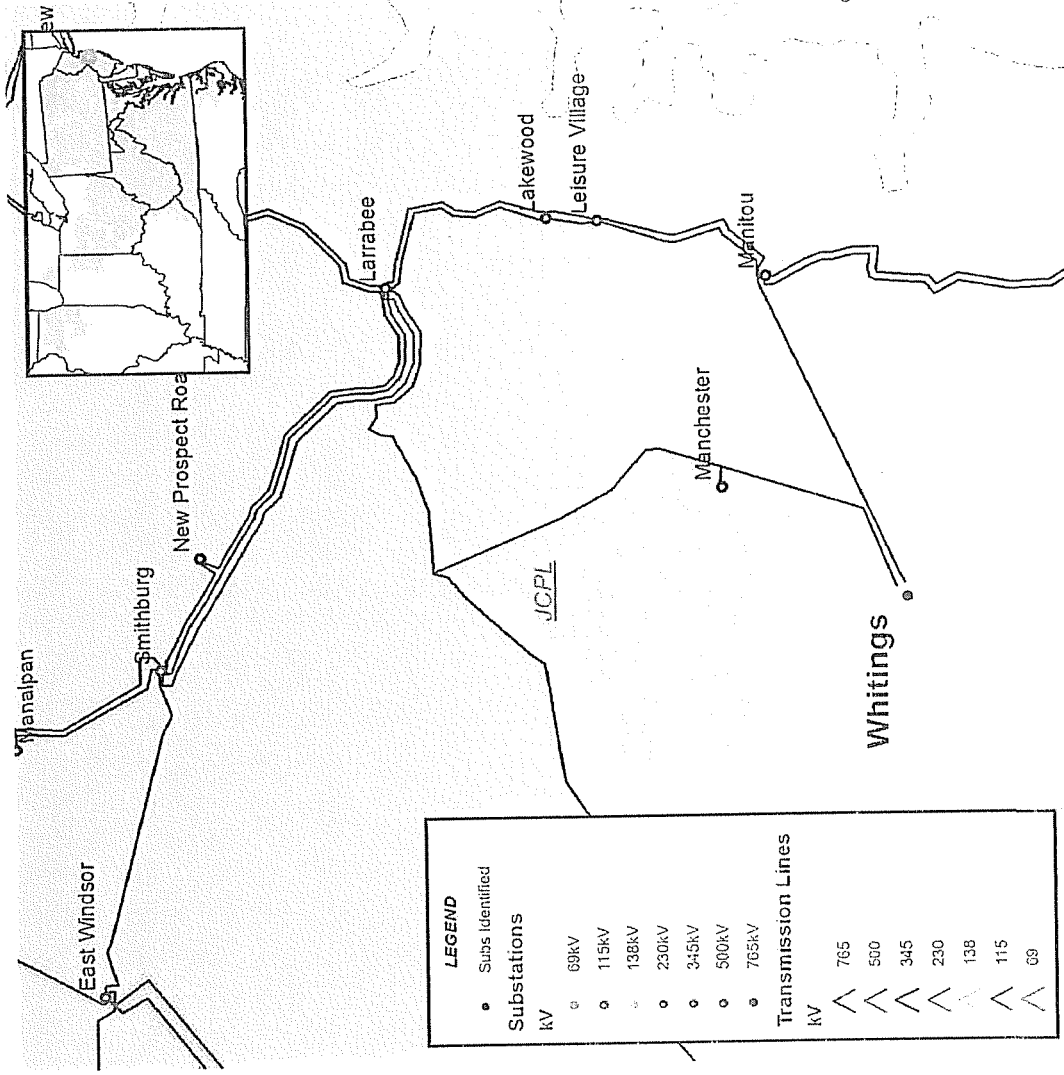 Manalpan
Smithburg
East Windsor
New Prospect Roa
Larrabee
Lakewood
Leisure Village
Manitou
Manchester
JCPL
Whitings
LEGEND
Subs Identified
Substations
kV
69kV
115kV
138kV
230kV
345kV
500kV
765kV
Transmission Lines
kV
765
500
345
230
138
115
69